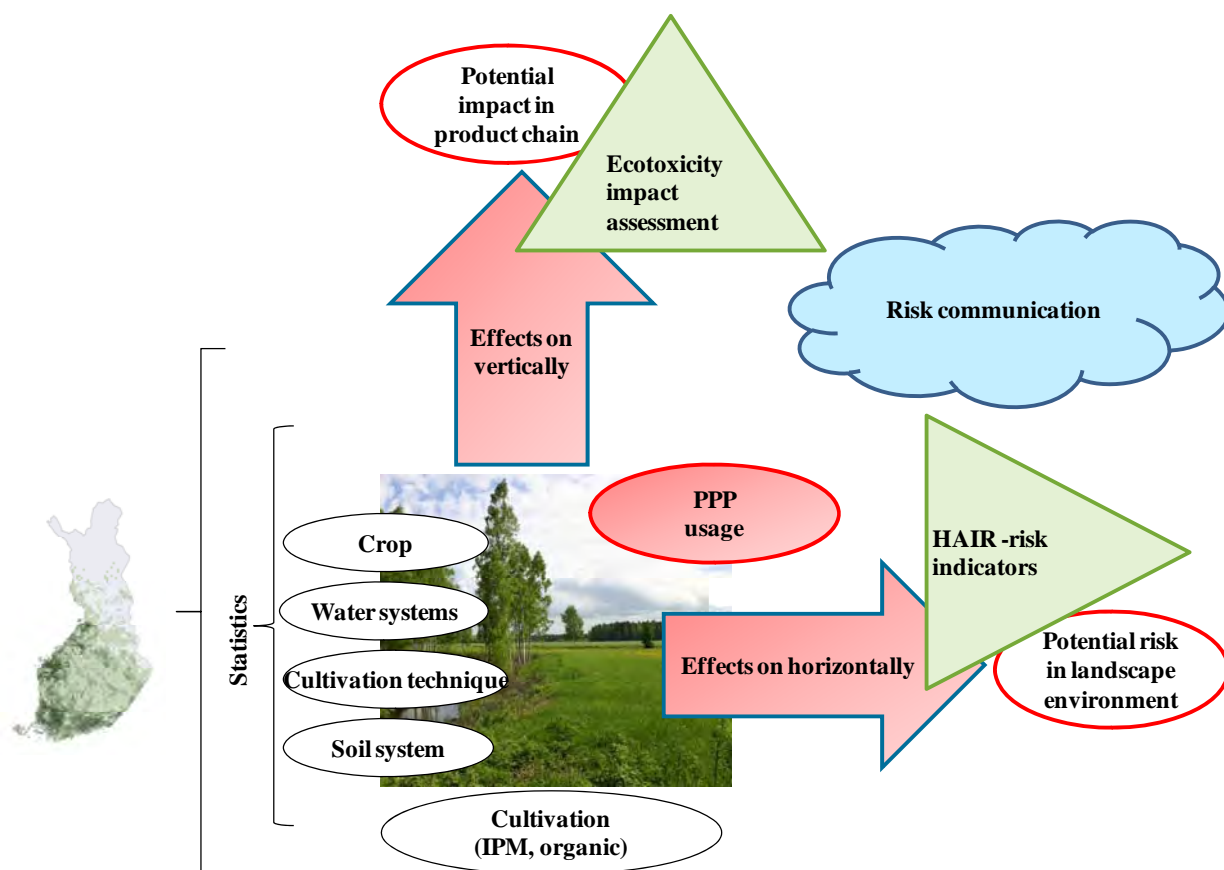 Potential
impact in
product chain
Ecotoxicity
impact
assessment
Risk communication
Effects on
vertically
PPP
usage
HAIR -risk
indicators
Crop
Water systems
Statistics
Effects on horizontally
Cultivation technique
Potential risk
in landscape
environment
Soil system
Cultivation
(IPM, organic)